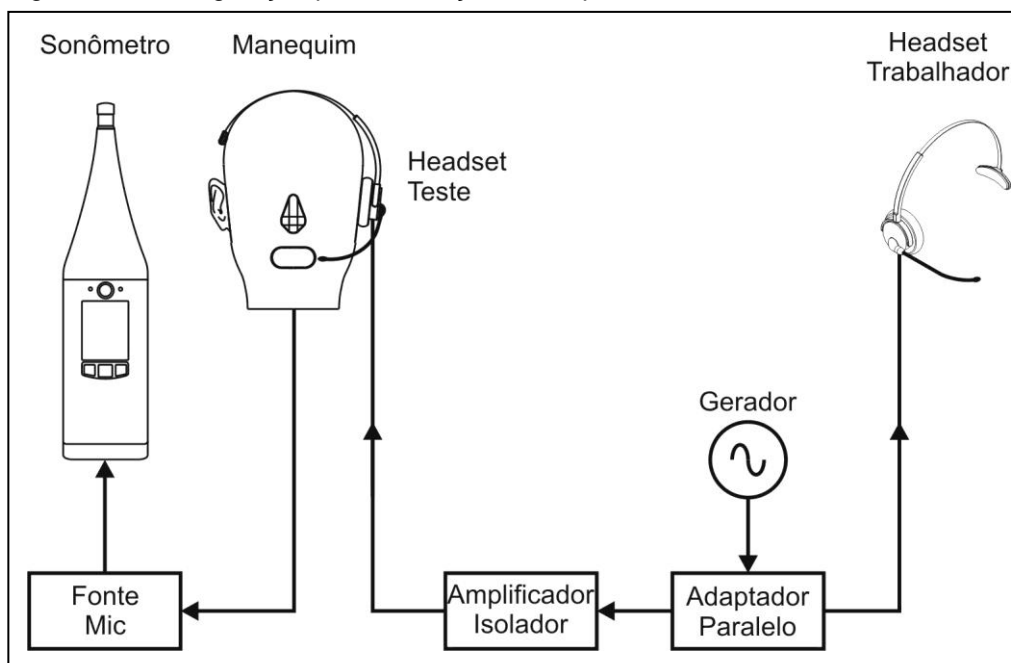 Sonômetro
Manequim
Headset
Trabalhador
Headset
Teste
Gerador
Fonte
Mic
Amplificador
Isolador
Adaptador
Paralelo